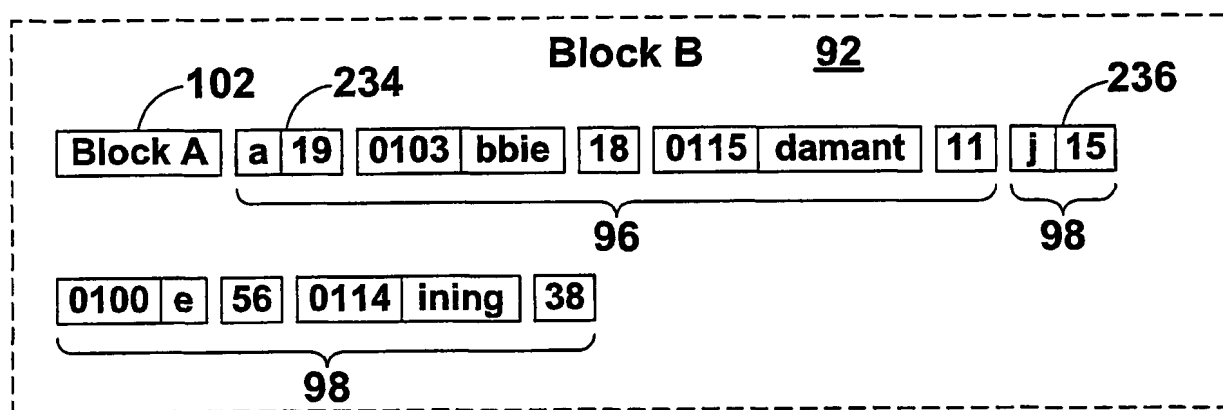 Block B 92
102 234 236
Block A a 19 0103 bbie 18 0115 damant 11 j 15
96 98
0100 e 56 0114 ining 38
98